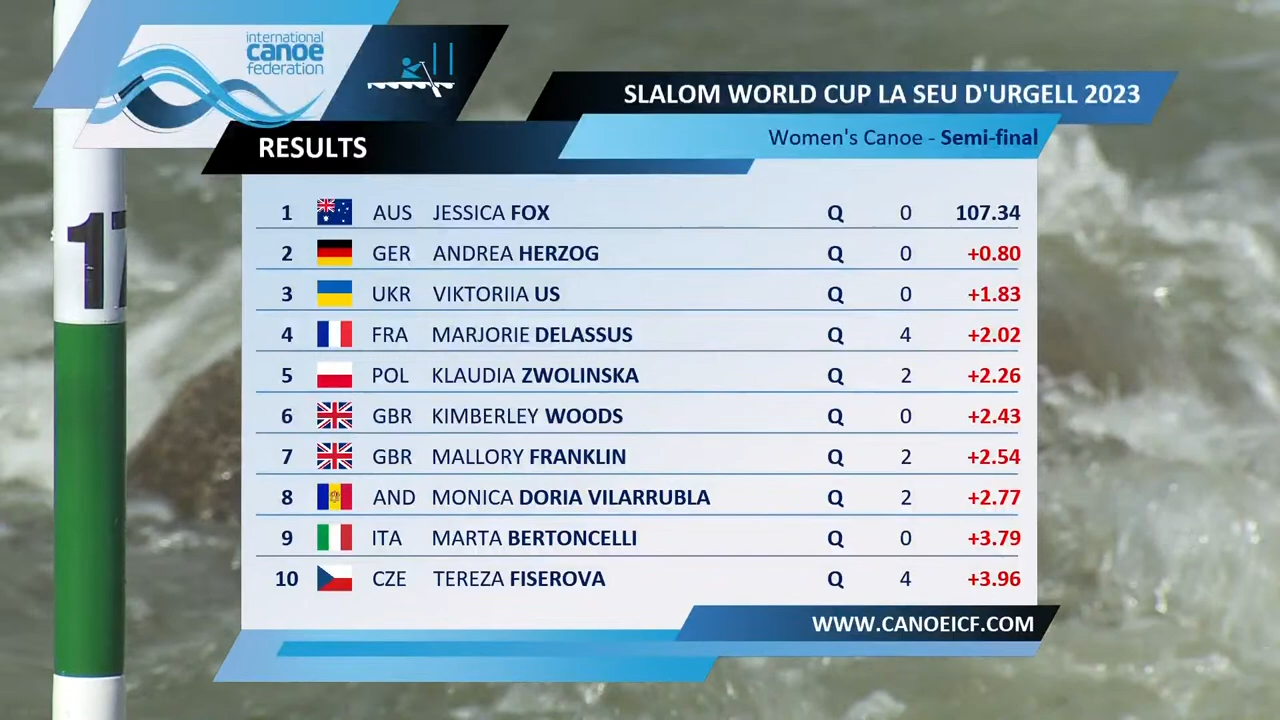 international
canoe
federation
SLALOM WORLD CUP LA SEU D'URGELL 2023
Women's Canoe - Semi-final
RESULTS
1 AUS JESSICA FOX Q 0 107.34
2 GER ANDREA HERZOG Q 0 +0.80
3 UKR VIKTORIIA US Q 0 +1.83
4 FRA MARJORIE DELASSUS Q 4 +2.02
5 POL KLAUDIA ZWOLINSKA Q 2 +2.26
6 GBR KIMBERLEY WOODS Q 0 +2.43
7 GBR MALLORY FRANKLIN Q 2 +2.54
8 AND MONICA DORIA VILARRUBLA Q 2 +2.77
9 ITA MARTA BERTONCELLI Q 0 +3.79
10 CZE TEREZA FISEROVA Q 4 +3.96
WWW.CANOEICF.COM
17